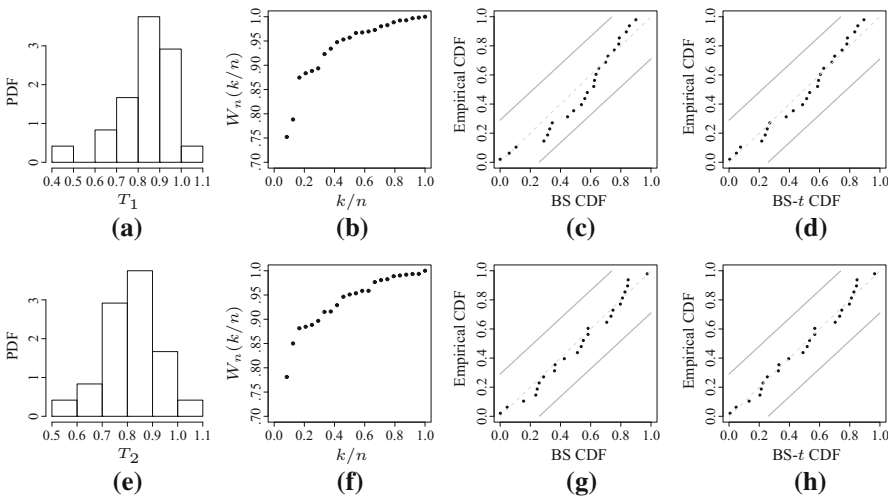 PDF
3
2
1
0
0.4 0.5 0.6 0.7 0.8 0.9 1.0 1.1
T1
(a)
Wn(k/n)
1.0
.95
.90
.85
.80
.75
.70
0.2 0.4 0.6 0.8 1.0
k/n
(b)
Empirical CDF
1.0
0.8
0.6
0.4
0.2
0.0
0.0 0.2 0.4 0.6 0.8 1.0
BS CDF
(c)
Empirical CDF
1.0
0.8
0.6
0.4
0.2
0.0
0.0 0.2 0.4 0.6 0.8 1.0
BS-t CDF
(d)
PDF
3
2
1
0
0.5 0.6 0.7 0.8 0.9 1.0 1.1
T2
(e)
Wn(k/n)
1.0
.95
.90
.85
.80
.75
.70
0.2 0.4 0.6 0.8 1.0
k/n
(f)
Empirical CDF
1.0
0.8
0.6
0.4
0.2
0.0
0.0 0.2 0.4 0.6 0.8 1.0
BS CDF
(g)
Empirical CDF
1.0
0.8
0.6
0.4
0.2
0.0
0.0 0.2 0.4 0.6 0.8 1.0
BS-t CDF
(h)